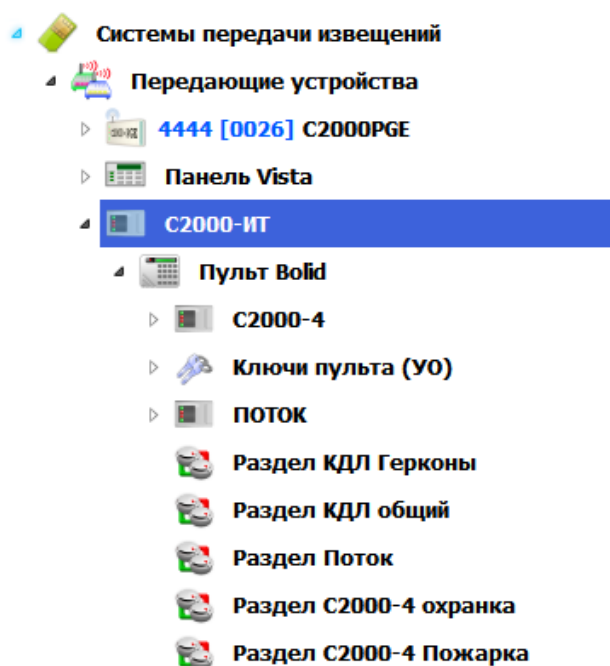 Системы передачи извещений
Передающие устройства
4444 [0026] C2000PGE
Панель Vista
С2000-ИТ
Пульт Bolid
С2000-4
Ключи пульта (УО)
ПОТОК
Раздел КДЛ Герконы
Раздел КДЛ общий
Раздел Поток
Раздел С2000-4 охранка
Раздел С2000-4 Пожарка